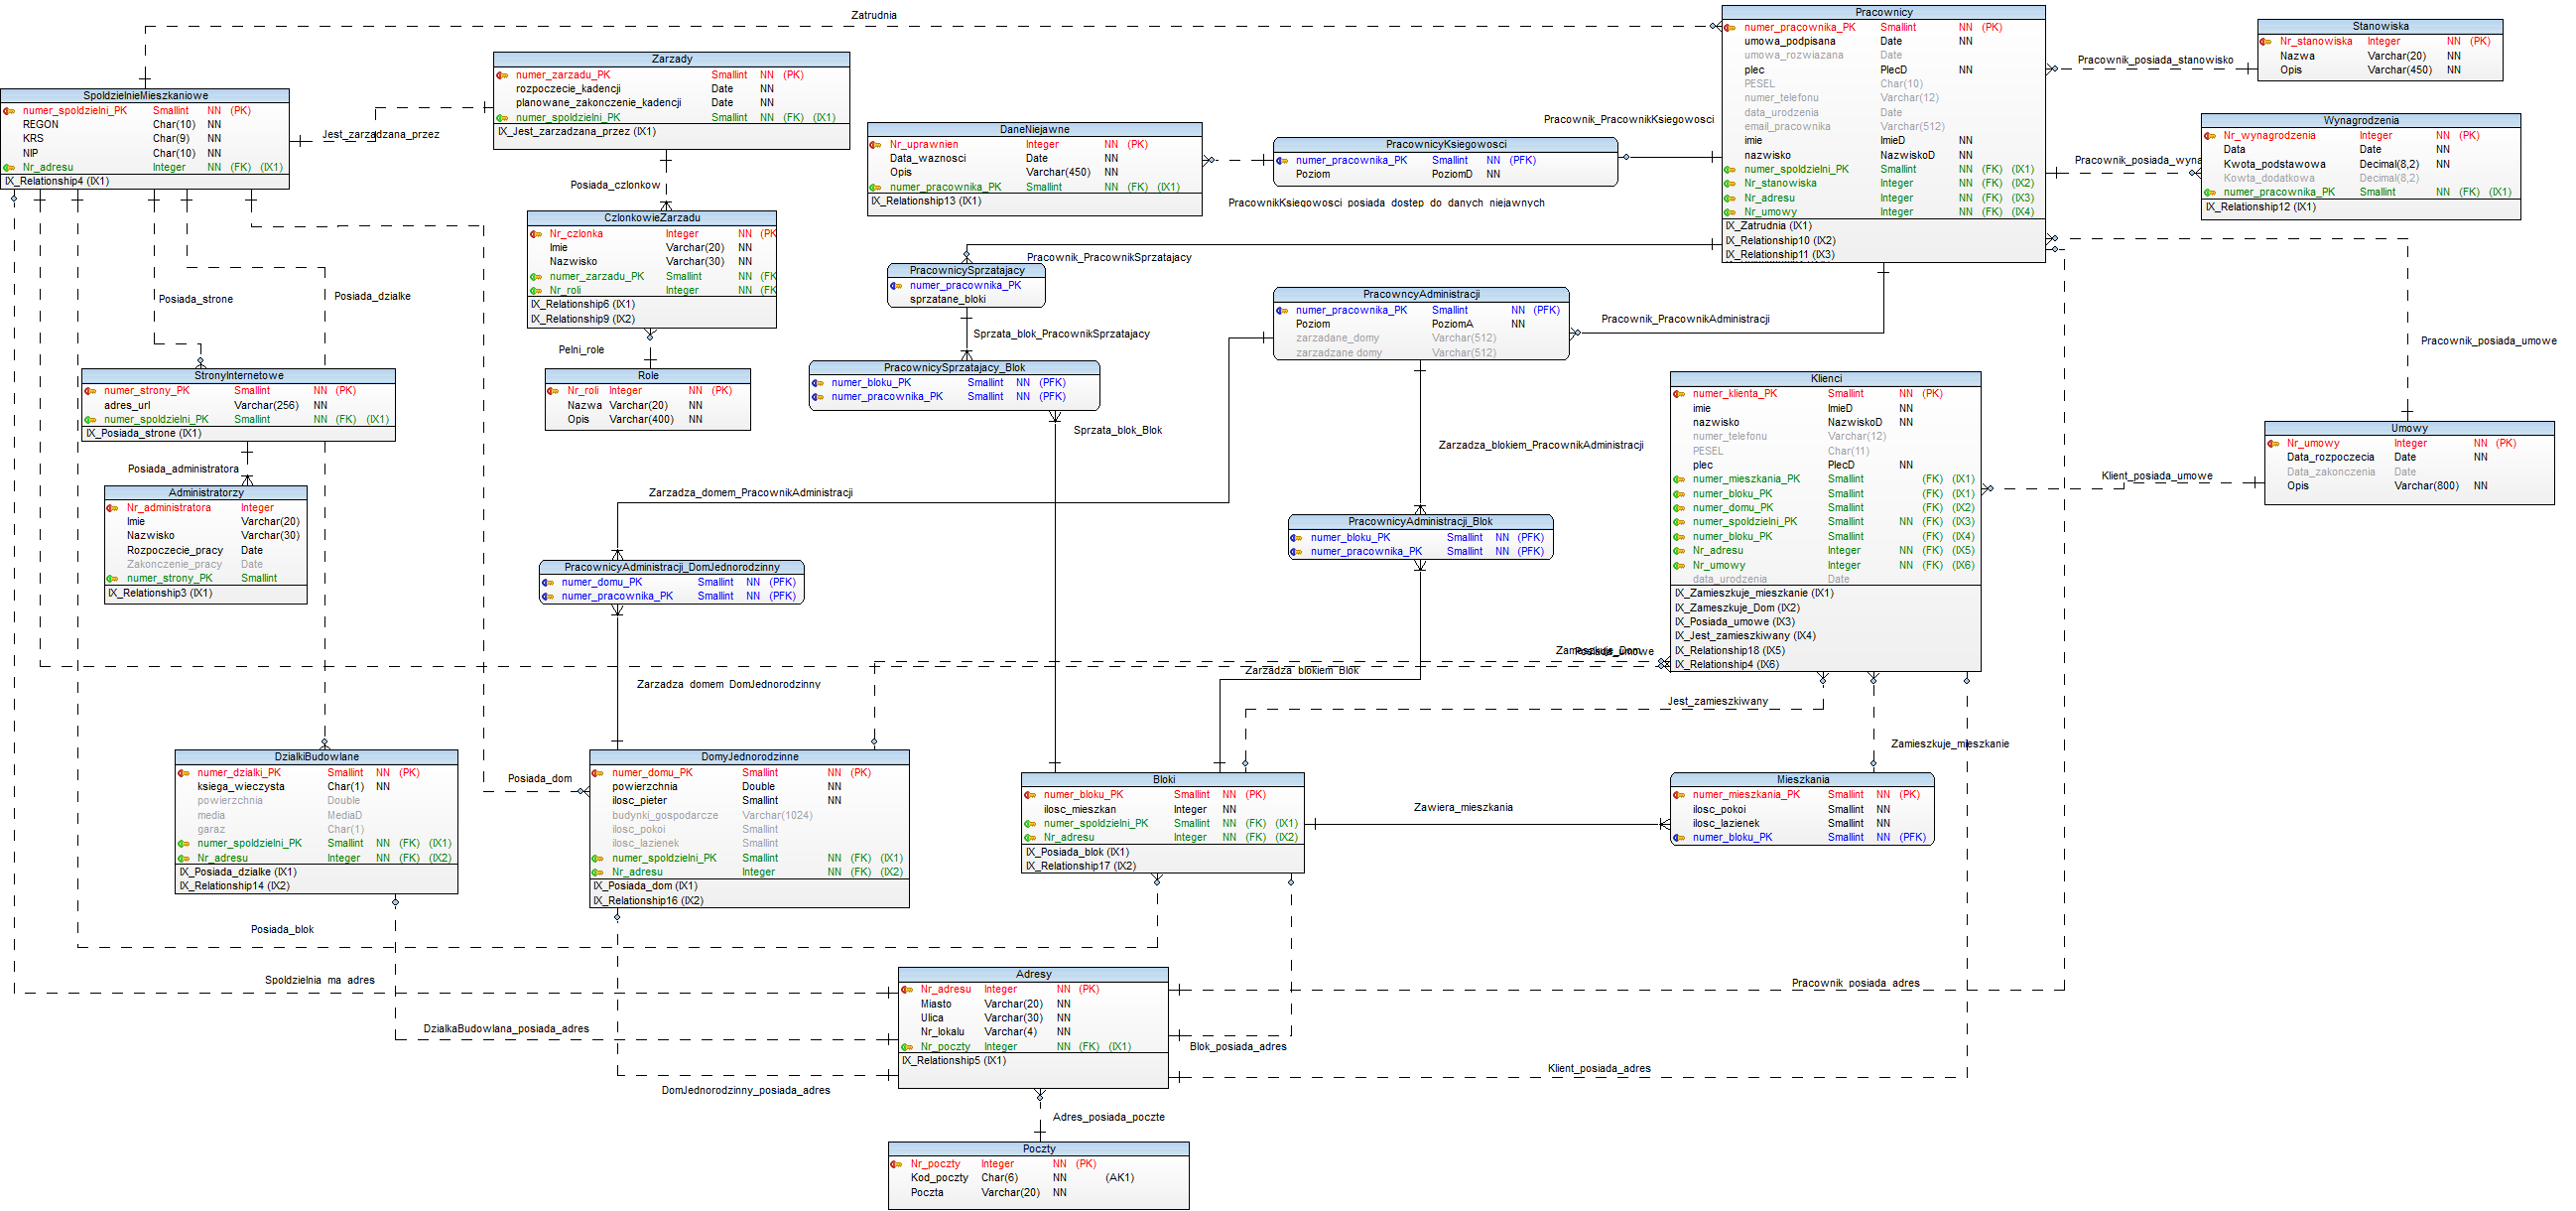 Zatrudnia
Pracownicy
numer_pracownika_PK Smallint NN (PK)
umowa_podpisana Date NN
umowa_rozwiazana Date
plec PlecD NN
PESEL Char(10)
numer_telefonu Varchar(12)
data_urodzenia Date
email_pracownika Varchar(512)
imie ImieD NN
nazwisko NazwiskoD NN
numer_spoldzielni_PK Smallint NN (FK) (IX1)
Nr_stanowiska Integer NN (FK) (IX2)
Nr_adresu Integer NN (FK) (IX3)
Nr_umowy Integer NN (FK) (IX4)
IX_Zatrudnia (IX1)
IX_Relationship10 (IX2)
IX_Relationship11 (IX3)
Stanowiska
Nr_stanowiska Integer NN (PK)
Nazwa Varchar(20) NN
Opis Varchar(450) NN
Pracownik_posiada_stanowisko
Zarzady
numer_zarzadu_PK Smallint NN (PK)
rozpoczecie_kadencji Date NN
planowane_zakonczenie_kadencji Date NN
numer_spoldzielni_PK Smallint NN (FK) (IX1)
IX_Jest_zarzadzana_przez (IX1)
SpoldzielnieMieszkaniowe
numer_spoldzielni_PK Smallint NN (PK)
REGON Char(10) NN
KRS Char(9) NN
NIP Char(10) NN
Nr_adresu Integer NN (FK) (IX1)
IX_Relationship4 (IX1)
Jest_zarzadzana_przez
DaneNiejawne
Nr_uprawnien Integer NN (PK)
Data_waznosci Date NN
Opis Varchar(450) NN
numer_pracownika_PK Smallint NN (FK) (IX1)
IX_Relationship13 (IX1)
PracownicyKsiegowosci
numer_pracownika_PK Smallint NN (PFK)
Poziom PoziomD NN
Pracownik_PracownikKsiegowosci
PracownikKsiegowosci posiada dostep do danych niejawnych
Wynagrodzenia
Nr_wynagrodzenia Integer NN (PK)
Data Date NN
Kwota_podstawowa Decimal(8,2) NN
Kowta_dodatkowa Decimal(8,2)
numer_pracownika_PK Smallint NN (FK) (IX1)
IX_Relationship12 (IX1)
Pracownik_posiada_wyna
Posiada_czlonkow
CzlonkowieZarzadu
Nr_czlonka Integer NN (PK
Imie Varchar(20) NN
Nazwisko Varchar(30) NN
numer_zarzadu_PK Smallint NN (FK
Nr_roli Integer NN (FK
IX_Relationship6 (IX1)
IX_Relationship9 (IX2)
Pracownik_PracownikSprzatajacy
PracownicySprzatajacy
numer_pracownika_PK
sprzatane_bloki
PracowncyAdministracji
numer_pracownika_PK Smallint NN (PFK)
Poziom PoziomA NN
zarzadane_domy Varchar(512)
zarzadzane domy Varchar(512)
Pracownik_PracownikAdministracji
Posiada_strone
Posiada_dzialke
Sprzata_blok_PracownikSprzatajacy
Pelni_role
Pracownik_posiada_umowe
StronyInternetowe
numer_strony_PK Smallint NN (PK)
adres_url Varchar(256) NN
numer_spoldzielni_PK Smallint NN (FK) (IX1)
IX_Posiada_strone (IX1)
Role
Nr_roli Integer NN (PK)
Nazwa Varchar(20) NN
Opis Varchar(400) NN
PracownicySprzatajacy_Blok
numer_bloku_PK Smallint NN (PFK)
numer_pracownika_PK Smallint NN (PFK)
Sprzata_blok_Blok
Klienci
numer_klienta_PK Smallint NN (PK)
imie ImieD NN
nazwisko NazwiskoD NN
numer_telefonu Varchar(12)
PESEL Char(11)
plec PlecD NN
numer_mieszkania_PK Smallint (FK) (IX1)
numer_bloku_PK Smallint (FK) (IX1)
numer_domu_PK Smallint (FK) (IX2)
numer_spoldzielni_PK Smallint NN (FK) (IX3)
numer_bloku_PK Smallint (FK) (IX4)
Nr_adresu Integer NN (FK) (IX5)
Nr_umowy Integer NN (FK) (IX6)
data_urodzenia Date
IX_Zamieszkuje_mieszkanie (IX1)
IX_Zameszkuje_Dom (IX2)
IX_Posiada_umowe (IX3)
IX_Jest_zamieszkiwany (IX4)
IX_Relationship18 (IX5)
IX_Relationship4 (IX6)
Umowy
Nr_umowy Integer NN (PK)
Data_rozpoczecia Date NN
Data_zakonczenia Date
Opis Varchar(800) NN
Klient_posiada_umowe
Zarzadza_blokiem_PracownikAdministracji
Posiada_administratora
Administratorzy
Nr_administratora Integer
Imie Varchar(20)
Nazwisko Varchar(30)
Rozpoczecie_pracy Date
Zakonczenie_pracy Date
numer_strony_PK Smallint
IX_Relationship3 (IX1)
Zarzadza_domem_PracownikAdministracji
PracownicyAdministracji_Blok
numer_bloku_PK Smallint NN (PFK)
numer_pracownika_PK Smallint NN (PFK)
PracownicyAdministracji_DomJednorodzinny
numer_domu_PK Smallint NN (PFK)
numer_pracownika_PK Smallint NN (PFK)
Zameszkuje_Dom
Posiada_umowe
Zarzadza blokiem Blok
Zarzadza domem DomJednorodzinny
Jest_zamieszkiwany
Zamieszkuje_mieszkanie
DzialkiBudowlane
numer_dzialki_PK Smallint NN (PK)
ksiega_wieczysta Char(1) NN
powierzchnia Double
media MediaD
garaz Char(1)
numer_spoldzielni_PK Smallint NN (FK) (IX1)
Nr_adresu Integer NN (FK) (IX2)
IX_Posiada_dzialke (IX1)
IX_Relationship14 (IX2)
Posiada_dom
DomyJednorodzinne
numer_domu_PK Smallint NN (PK)
powierzchnia Double NN
ilosc_pieter Smallint NN
budynki_gospodarcze Varchar(1024)
ilosc_pokoi Smallint
ilosc_lazienek Smallint
numer_spoldzielni_PK Smallint NN (FK) (IX1)
Nr_adresu Integer NN (FK) (IX2)
IX_Posiada_dom (IX1)
IX_Relationship16 (IX2)
Bloki
numer_bloku_PK Smallint NN (PK)
ilosc_mieszkan Integer NN
numer_spoldzielni_PK Smallint NN (FK) (IX1)
Nr_adresu Integer NN (FK) (IX2)
IX_Posiada_blok (IX1)
IX_Relationship17 (IX2)
Zawiera_mieszkania
Mieszkania
numer_mieszkania_PK Smallint NN (PK)
ilosc_pokoi Smallint NN
ilosc_lazienek Smallint NN
numer_bloku_PK Smallint NN (PFK)
Posiada_blok
Spoldzielnia ma adres
Adresy
Nr_adresu Integer NN (PK)
Miasto Varchar(20) NN
Ulica Varchar(30) NN
Nr_lokalu Varchar(4) NN
Nr_poczty Integer NN (FK) (IX1)
IX_Relationship5 (IX1)
Pracownik posiada adres
DzialkaBudowlana_posiada_adres
Blok_posiada_adres
Klient_posiada_adres
DomJednorodzinny_posiada_adres
Adres_posiada_poczte
Poczty
Nr_poczty Integer NN (PK)
Kod_poczty Char(6) NN (AK1)
Poczta Varchar(20) NN